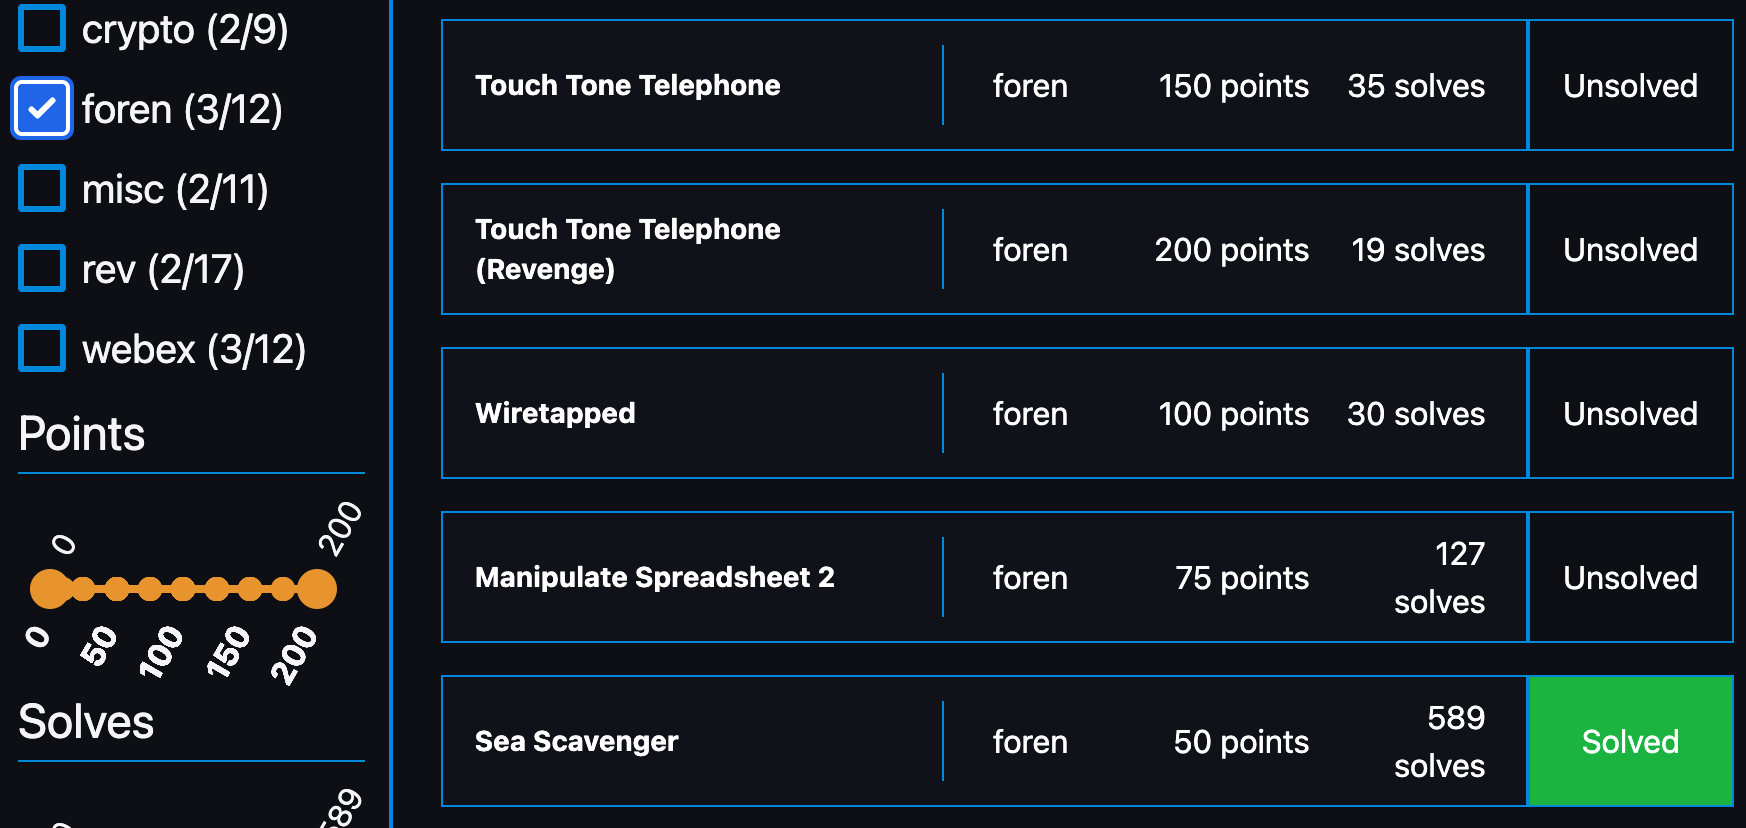 crypto (2/9)
foren (3/12)
misc (2/11)
rev (2/17)
webex (3/12)
Points
0
200
0
50
100
150
200
Solves
Touch Tone Telephone
foren
150 points
35 solves
Unsolved
Touch Tone Telephone
(Revenge)
foren
200 points
19 solves
Unsolved
Wiretapped
foren
100 points
30 solves
Unsolved
Manipulate Spreadsheet 2
foren
75 points
127
solves
Unsolved
Sea Scavenger
foren
50 points
589
solves
Solved